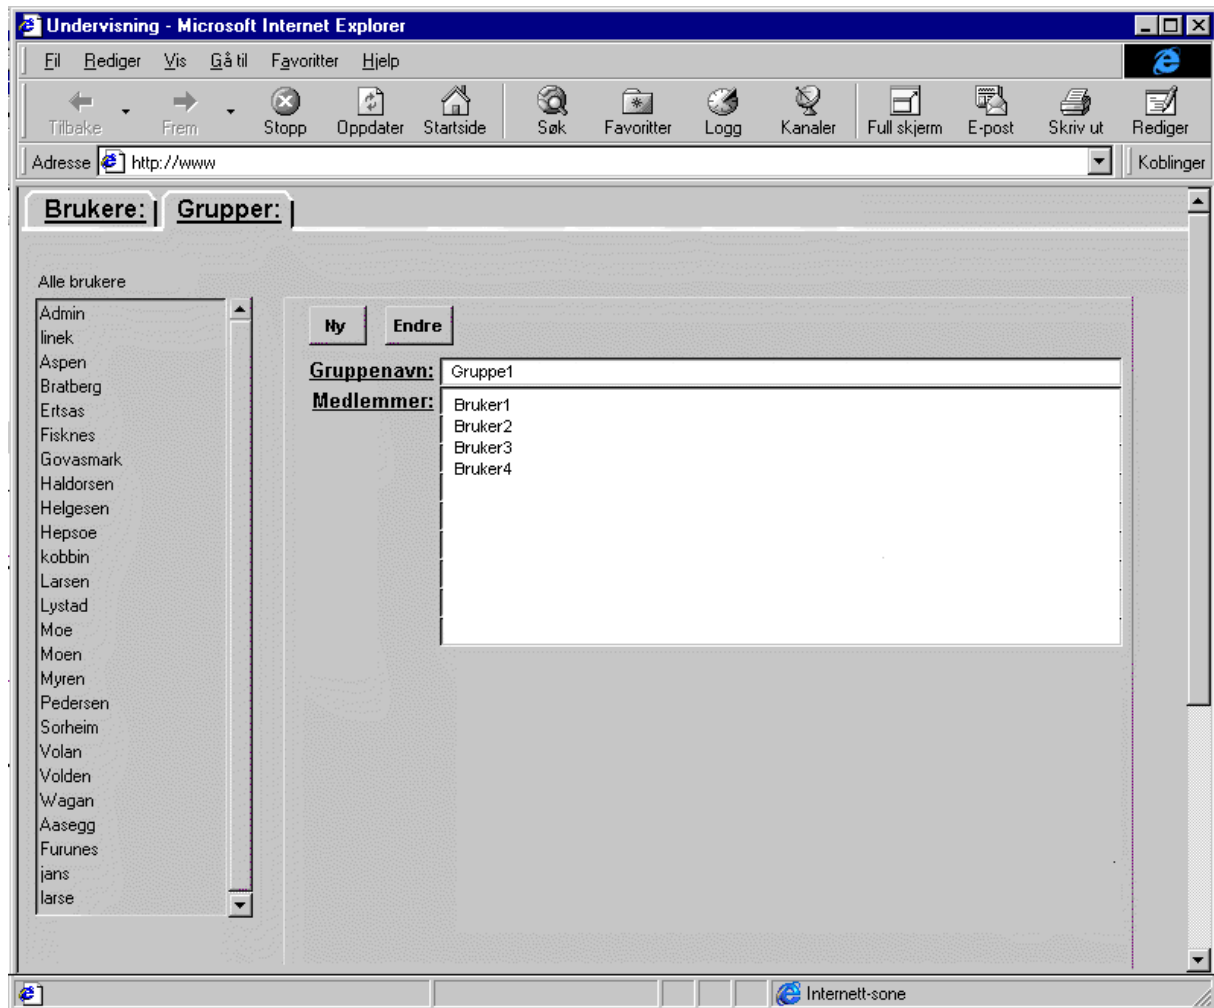 Undervisning - Microsoft Internet Explorer
Fil Rediger Vis Gå til Favoritter Hjelp
Tilbake Frem Stopp Oppdater Startside Søk Favoritter Logg Kanaler Full skjerm E-post Skriv ut Rediger
Adresse http://www Koblinger
Brukere: Grupper:
Alle brukere
Admin
linek
Aspen
Bratberg
Ertsas
Fisknes
Govasmark
Haldorsen
Helgesen
Hepsoe
kobbin
Larsen
Lystad
Moe
Moen
Myren
Pedersen
Sorheim
Volan
Volden
Wagan
Aasegg
Furunes
jans
larse
Ny Endre
Gruppenavn: Gruppe1
Medlemmer:
Bruker1
Bruker2
Bruker3
Bruker4
Internett-sone